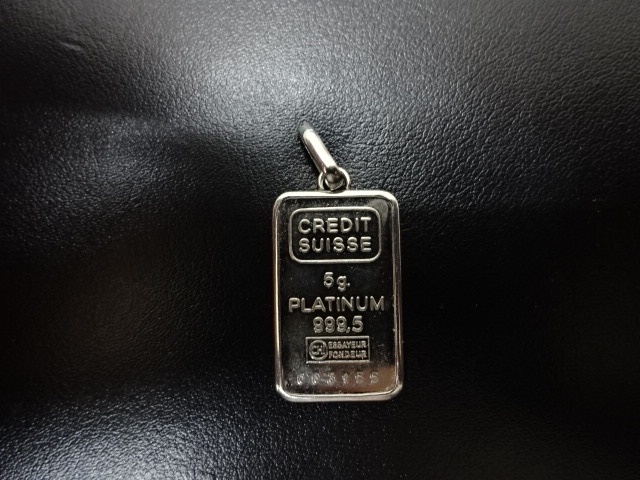 CREDIT
SUISSE
5g.
PLATINUM
999,5
ESSAYEUR
FONDEUR